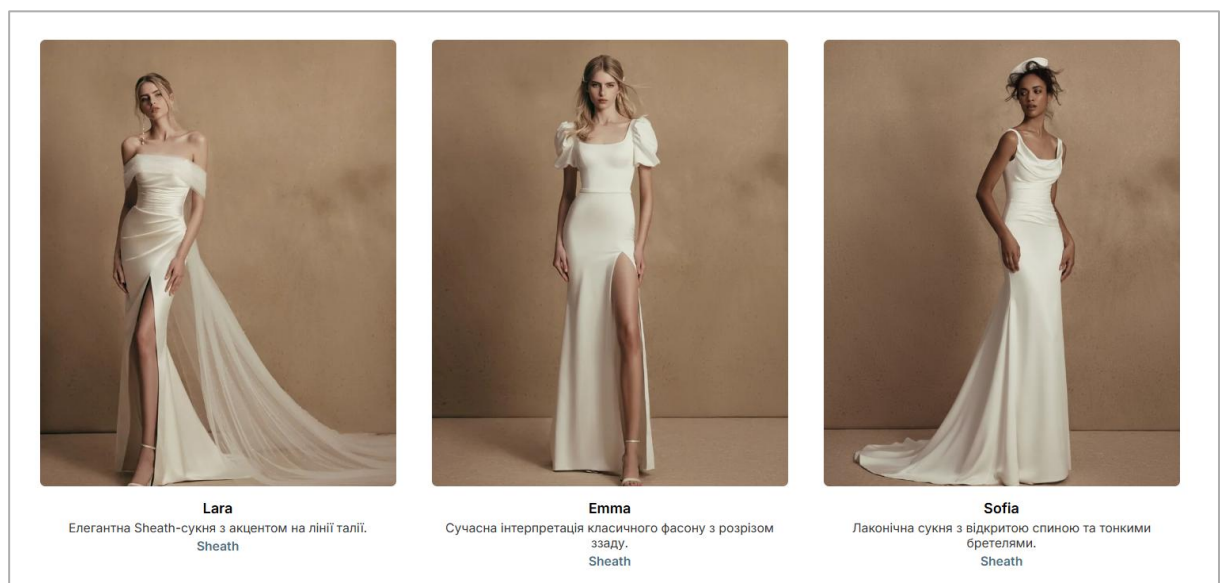 Lara
Елегантна Sheath-сукня з акцентом на лінії талії.
Sheath
Emma
Сучасна інтерпретація класичного фасону з розрізом
ззаду.
Sheath
Sofia
Лаконічна сукня з відкритою спиною та тонкими
бретелями.
Sheath